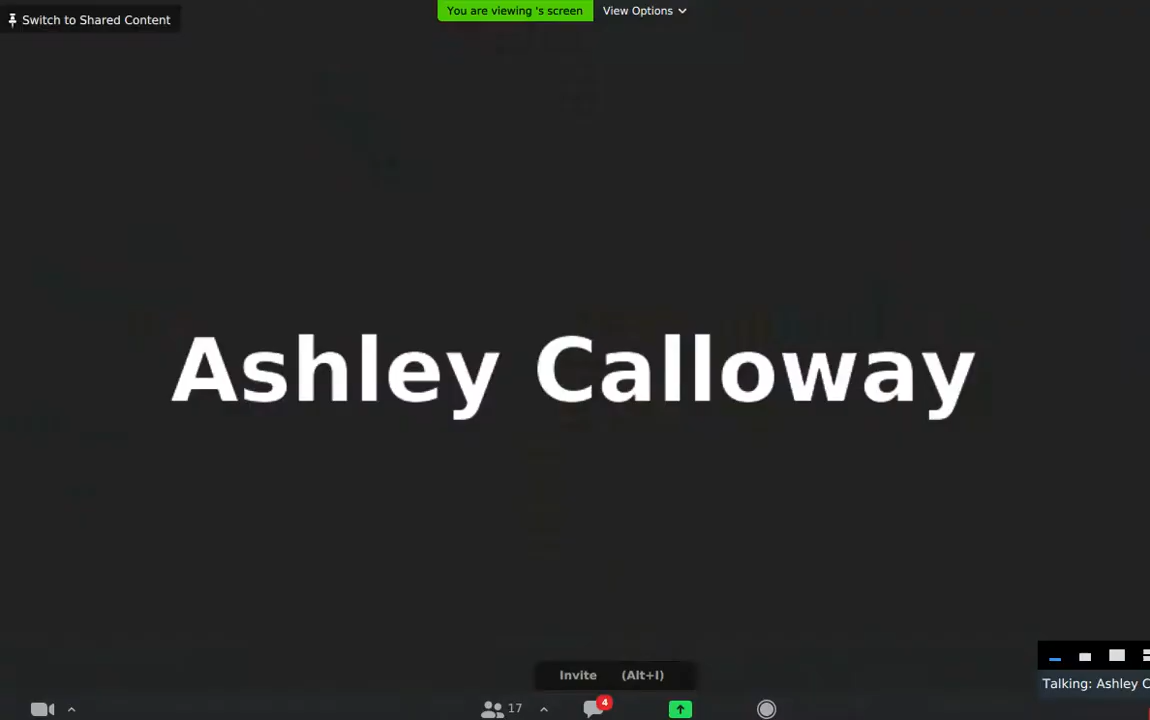 Switch to Shared Content
You are viewing 's screen
View Options
Ashley Calloway
Invite (Alt+I)
Talking: Ashley C
17
4